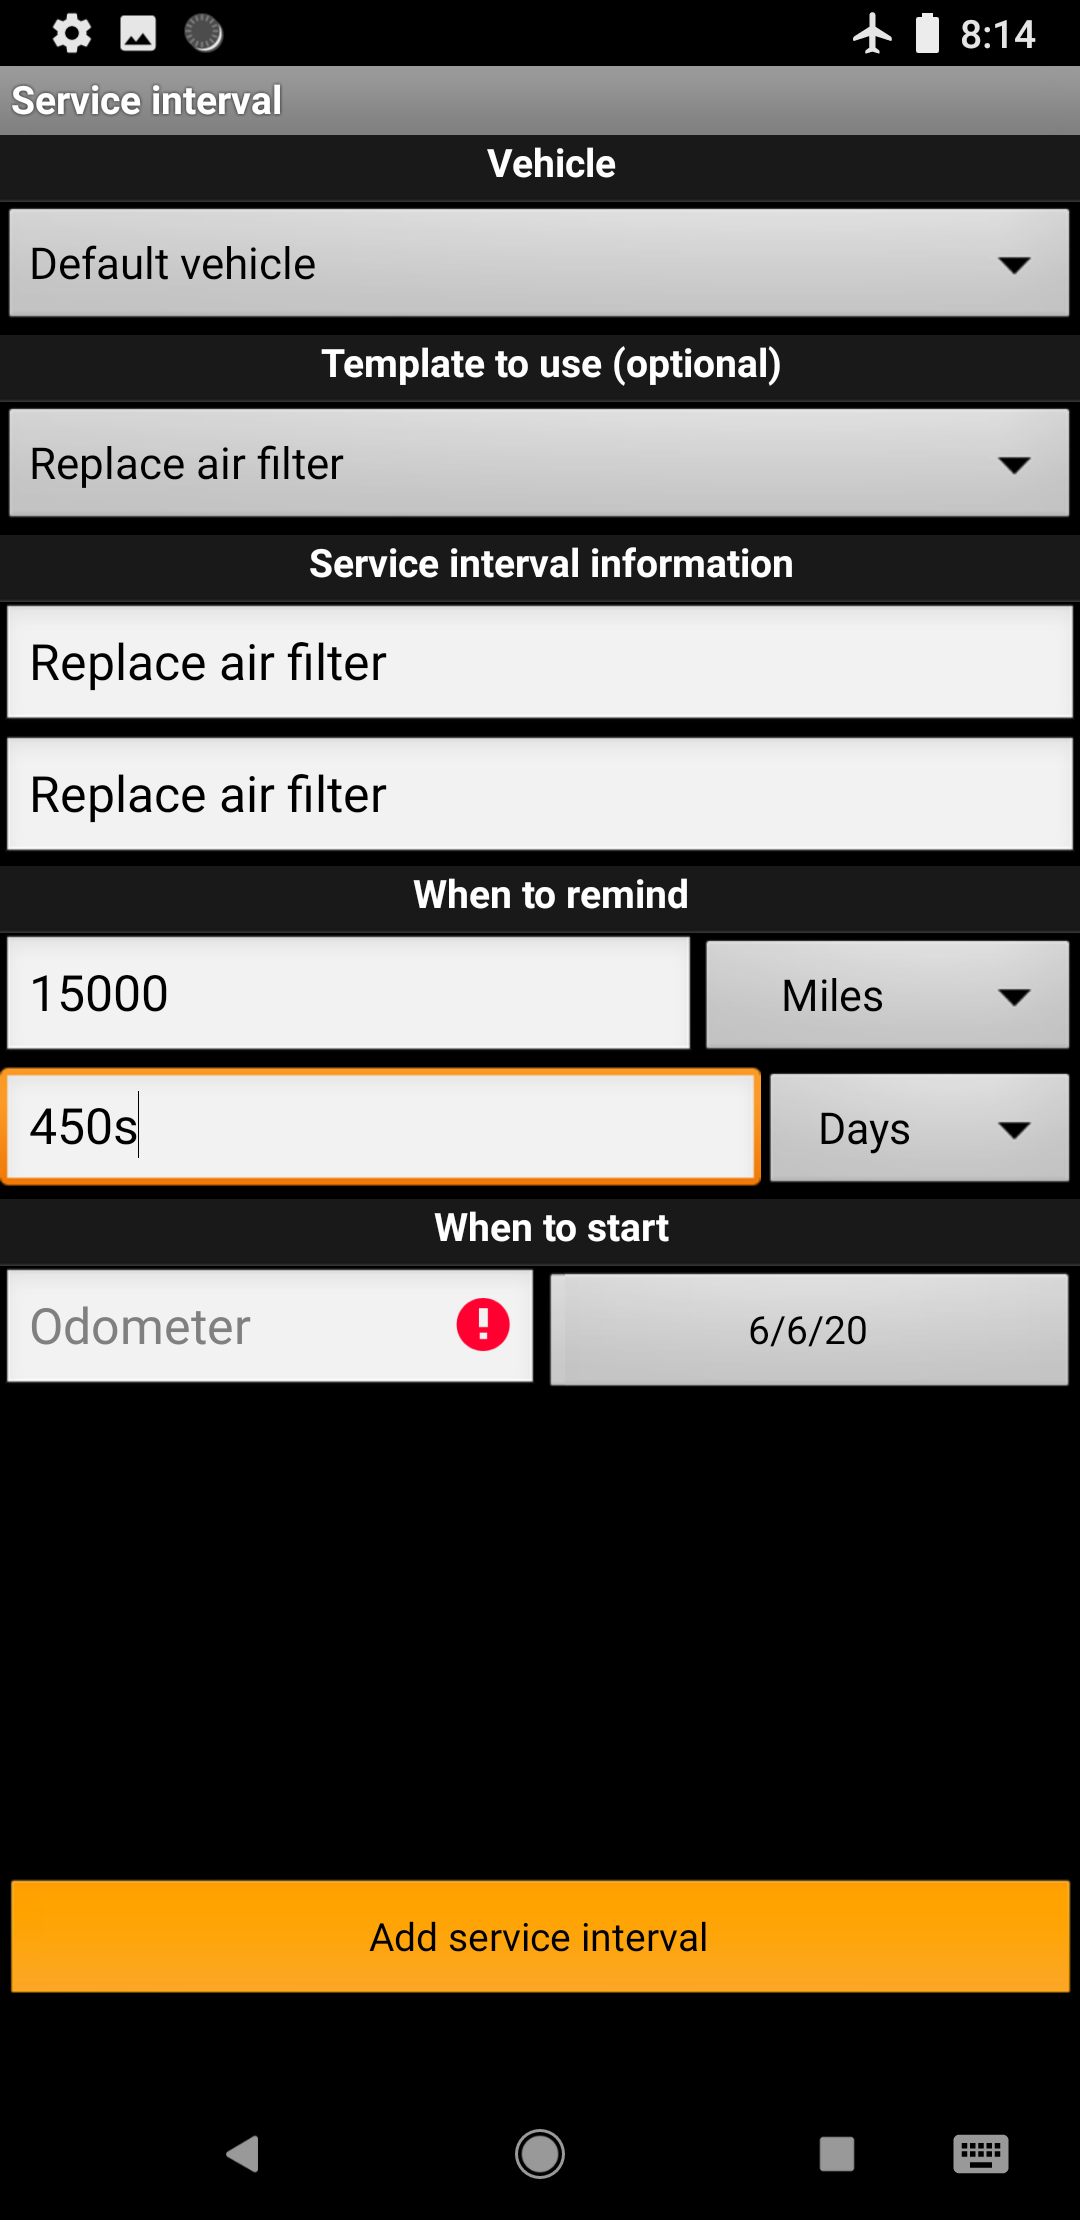 8:14
Service interval
Vehicle
Default vehicle
Template to use (optional)
Replace air filter
Service interval information
Replace air filter
Replace air filter
When to remind
15000 Miles
450s Days
When to start
Odometer 6/6/20
Add service interval